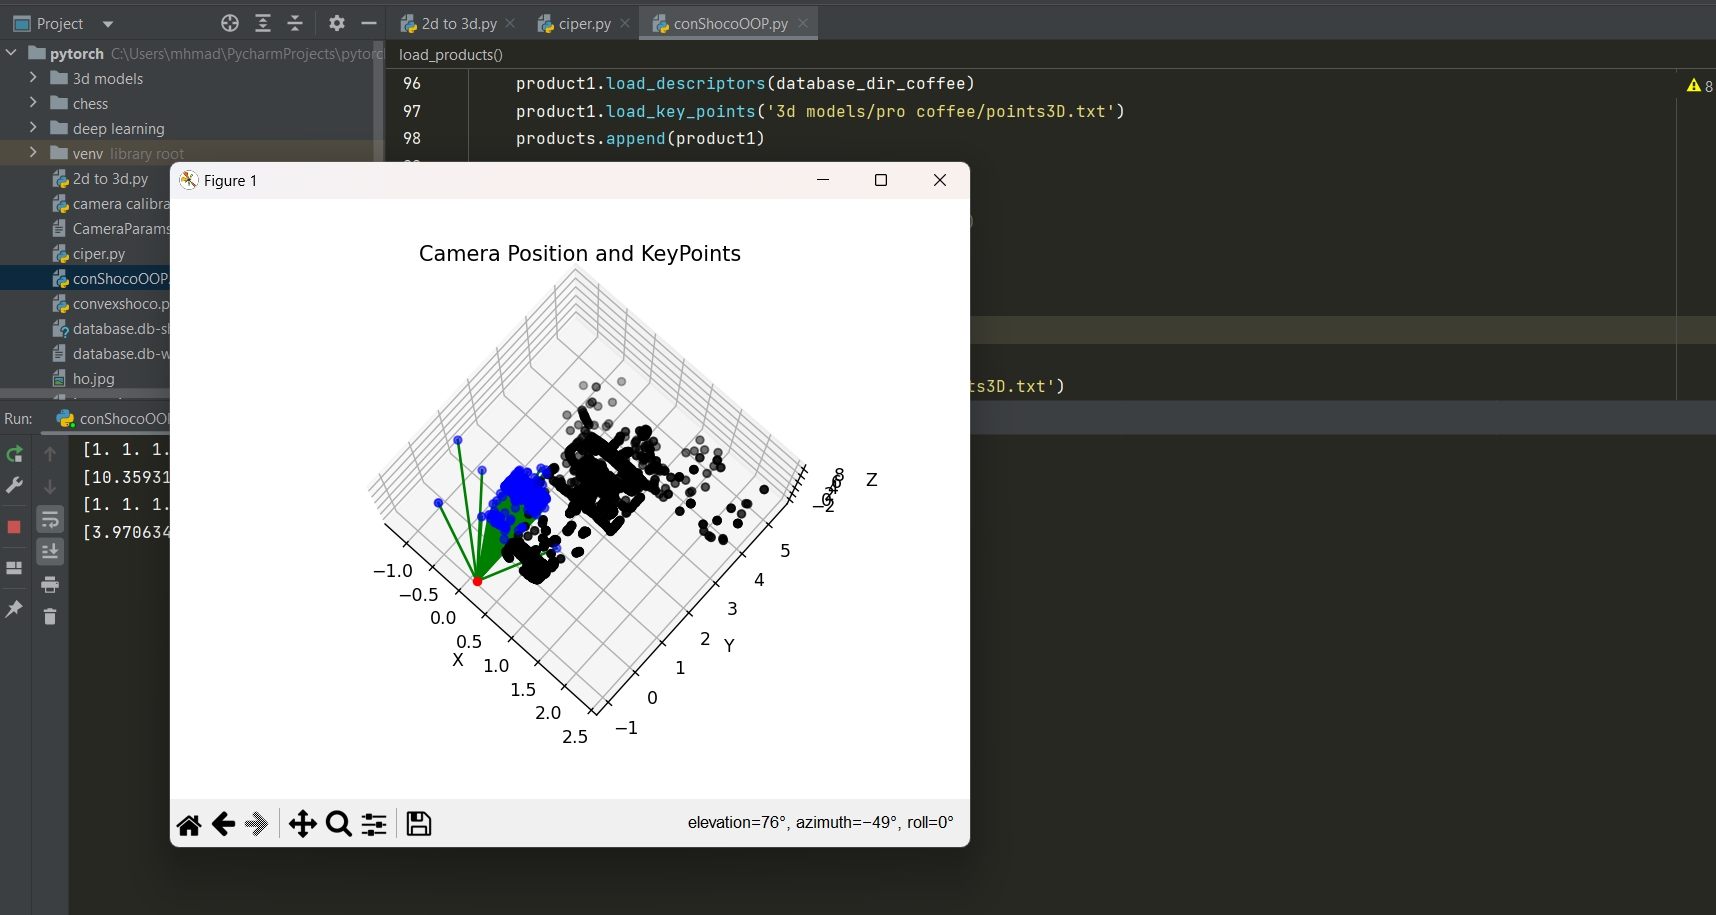 Project
2d to 3d.py
ciper.py
conShocoOOP.py
pytorch C:\Users\mhmad\PycharmProjects\pytorc
load_products()
3d models
chess
deep learning
venv library root
2d to 3d.py
camera calibra
CameraParams
ciper.py
conShocoOOP.
convexshoco.p
database.db-s
database.db-w
ho.jpg
96 product1.load_descriptors(database_dir_coffee)
97 product1.load_key_points('3d models/pro coffee/points3D.txt')
98 products.append(product1)
8
ts3D.txt')
Run: conShocoOOP
[1. 1. 1.
[10.35931
[1. 1. 1.
[3.970634
Figure 1
Camera Position and KeyPoints
−1.0
−0.5
0.0
0.5
1.0
1.5
2.0
2.5
X
−1
0
1
2
3
4
5
Y
−2
0
8
Z
elevation=76°, azimuth=−49°, roll=0°